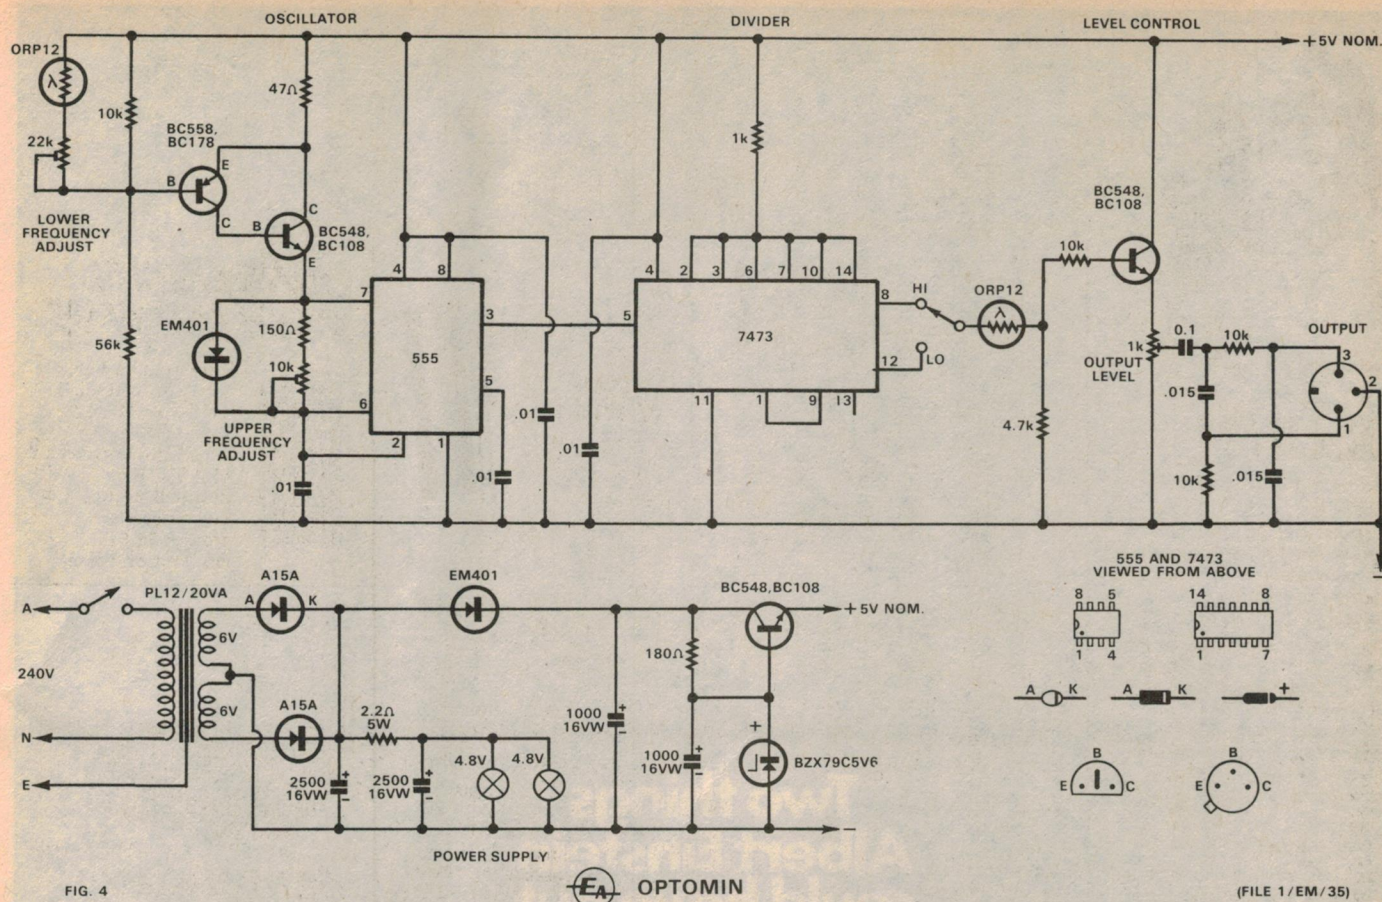 OSCILLATOR
DIVIDER
LEVEL CONTROL
ORP12
+5V NOM.
47Ω
10k
22k
BC558,
BC178
1k
E
B
C
BC548,
BC108
LOWER
FREQUENCY
ADJUST
B
C
E
BC548,
BC108
10k
4
8
4
2
3
6
7
10
14
7
3
5
8
HI
ORP12
EM401
150Ω
56k
555
7473
10k
12
LO
1k
OUTPUT
LEVEL
0.1
10k
OUTPUT
3
2
1
6
5
.01
.01
11
1
9
13
.015
UPPER
FREQUENCY
ADJUST
2
1
4.7k
.01
.01
10k
.015
-
555 AND 7473
VIEWED FROM ABOVE
8 5
1 4
14 8
1 7
A K
A K
+
B
E C
B
E C
A
PL12/20VA
A15A
A K
EM401
BC548,BC108
+5V NOM.
6V
240V
180Ω
6V
A15A
2.2Ω
5W
N
E
+
2500
16VW
-
+
2500
16VW
-
4.8V
4.8V
+
1000
16VW
-
+
1000
16VW
-
+
BZX79C5V6
-
POWER SUPPLY
FIG. 4
EA
OPTOMIN
(FILE 1/EM/35)
Two things
Albert Einstein